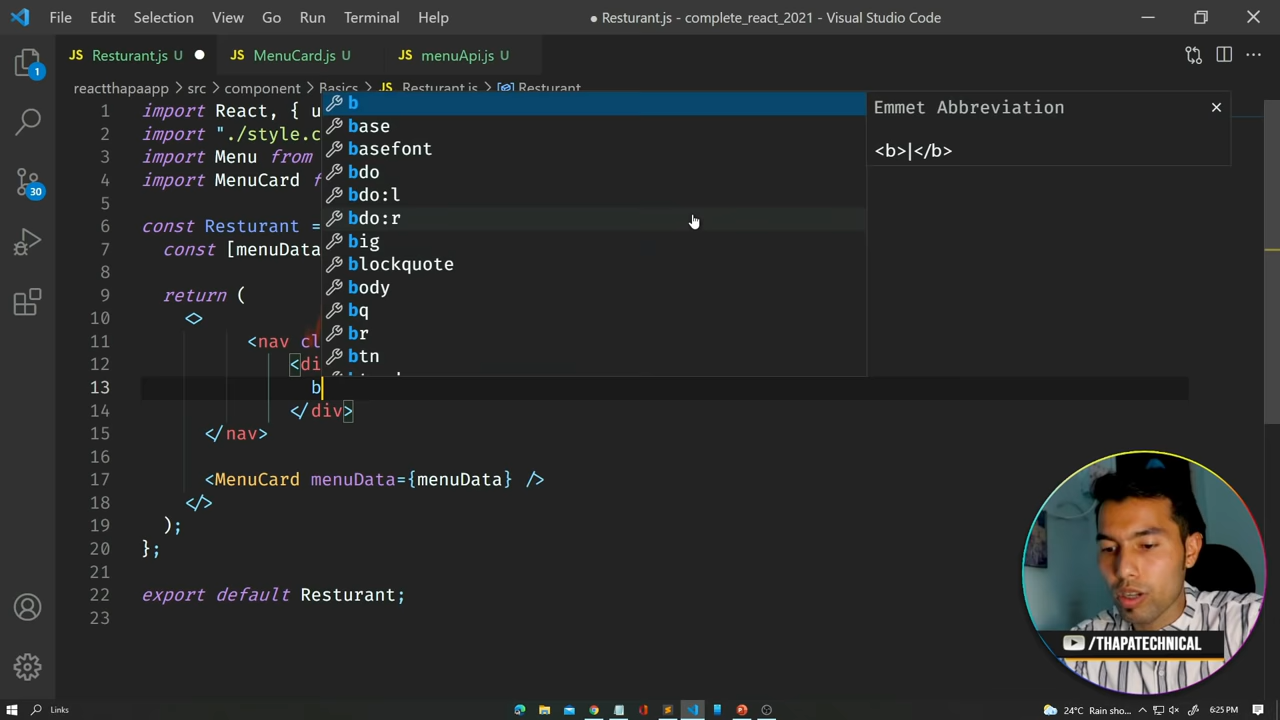 File Edit Selection View Go Run Terminal Help
● Resturant.js - complete_react_2021 - Visual Studio Code
JS Resturant.js U ●
JS MenuCard.js U
JS menuApi.js U
reactthapaapp > src > component > Basics > JS Resturant.js > Resturant
1 import React, { u
2 import "./style.c
3 import Menu from
4 import MenuCard f
5
6 const Resturant =
7 const [menuData
8
9 return (
10 <>
11 <nav cl
12 <di
13 b
14 </div>
15 </nav>
16
17 <MenuCard menuData={menuData} />
18 </>
19 );
20 };
21
22 export default Resturant;
23
b
base
basefont
bdo
bdo:l
bdo:r
big
blockquote
body
bq
br
btn
Emmet Abbreviation
<b>|</b>
1
30
/THAPATECHNICAL
Links
24°C Rain sho...
6:25 PM